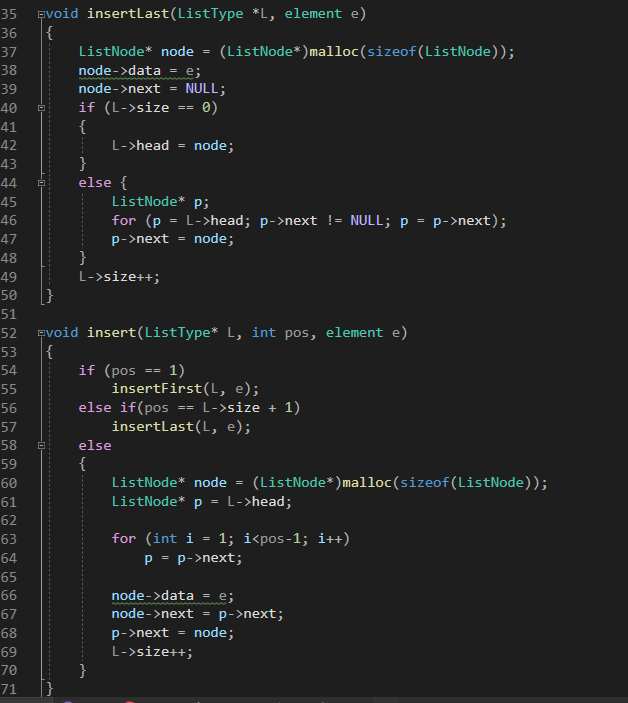 35 void insertLast(ListType *L, element e)
36 {
37     ListNode* node = (ListNode*)malloc(sizeof(ListNode));
38     node->data = e;
39     node->next = NULL;
40     if (L->size == 0)
41     {
42         L->head = node;
43     }
44     else {
45         ListNode* p;
46         for (p = L->head; p->next != NULL; p = p->next);
47         p->next = node;
48     }
49     L->size++;
50 }
51
52 void insert(ListType* L, int pos, element e)
53 {
54     if (pos == 1)
55         insertFirst(L, e);
56     else if(pos == L->size + 1)
57         insertLast(L, e);
58     else
59     {
60         ListNode* node = (ListNode*)malloc(sizeof(ListNode));
61         ListNode* p = L->head;
62
63         for (int i = 1; i<pos-1; i++)
64             p = p->next;
65
66         node->data = e;
67         node->next = p->next;
68         p->next = node;
69         L->size++;
70     }
71 }